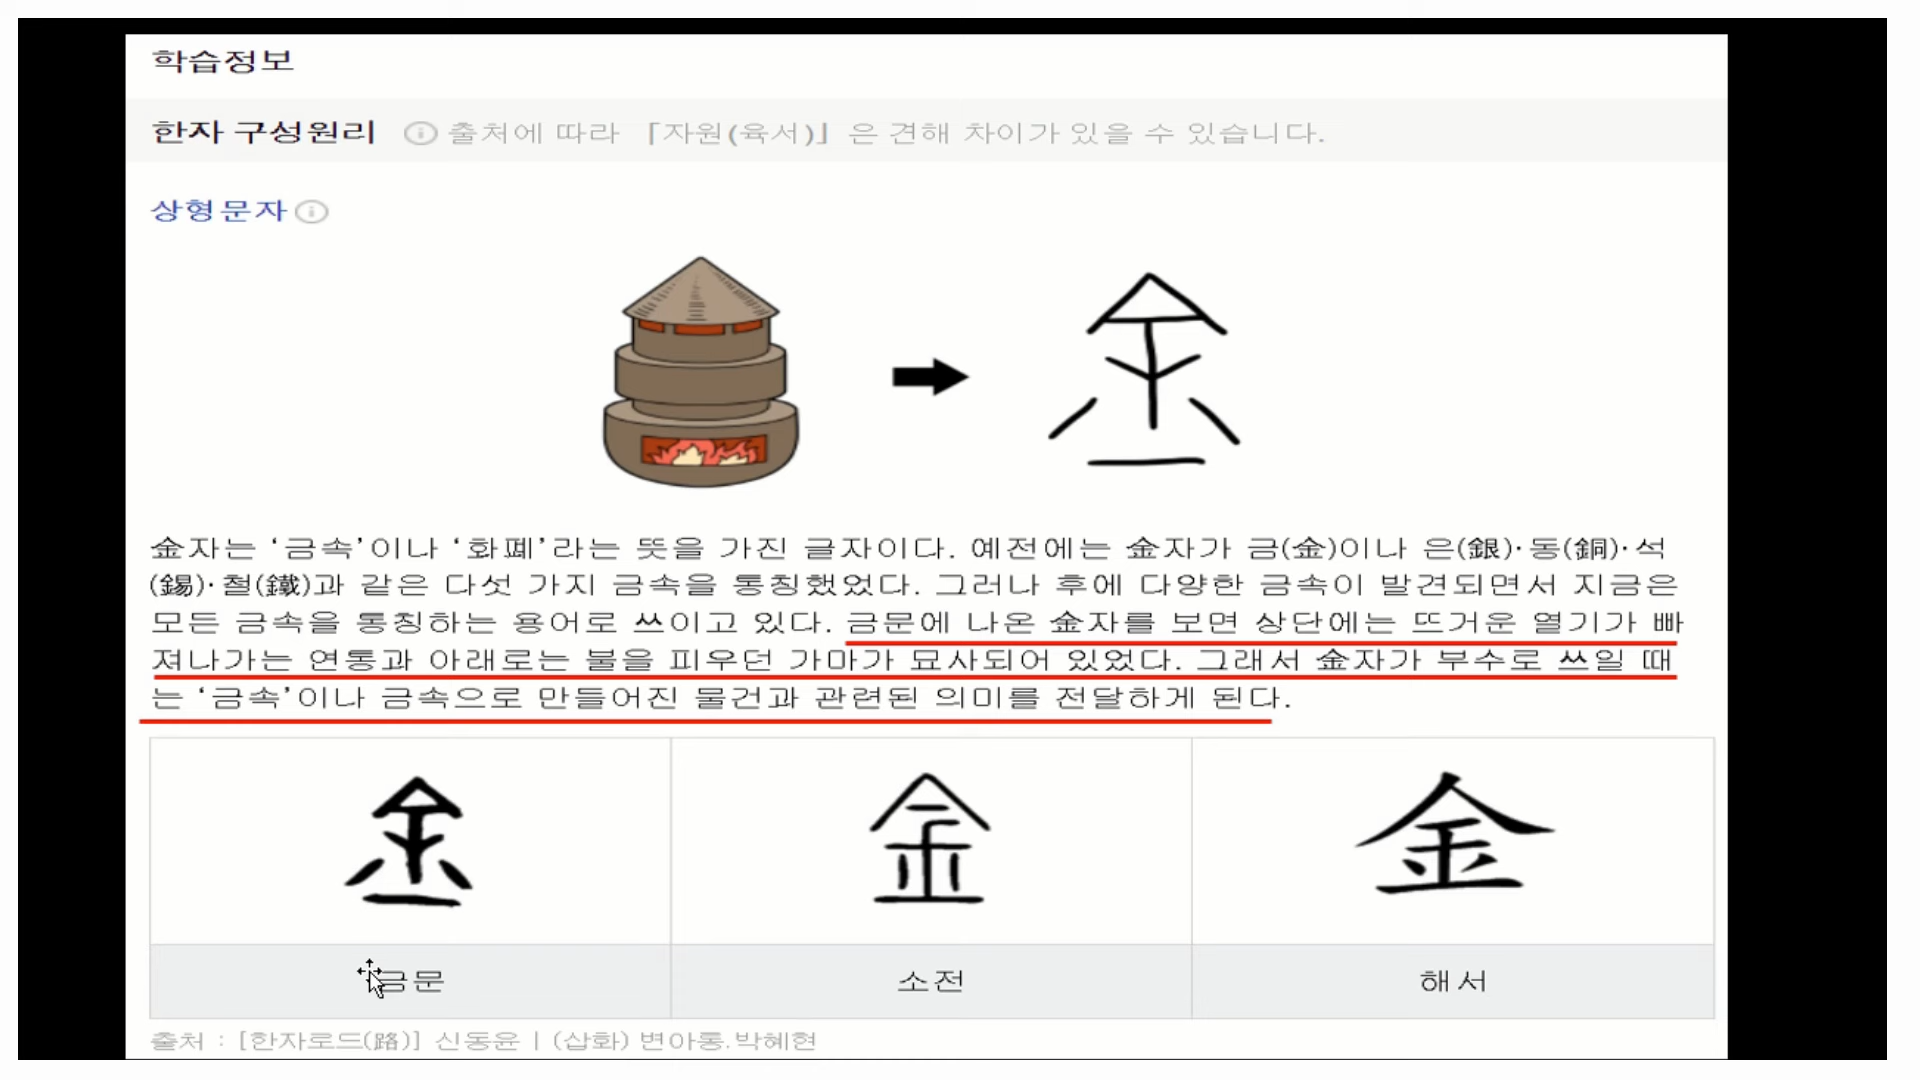 학습정보
한자 구성원리 ⓘ 출처에 따라 「자원(육서)」 은 견해 차이가 있을 수 있습니다.
상형문자 ⓘ
金자는 ‘금속’이나 ‘화폐’라는 뜻을 가진 글자이다. 예전에는 金자가 금(金)이나 은(銀)·동(銅)·석
(錫)·철(鐵)과 같은 다섯 가지 금속을 통칭했었다. 그러나 후에 다양한 금속이 발견되면서 지금은
모든 금속을 통칭하는 용어로 쓰이고 있다. 금문에 나온 金자를 보면 상단에는 뜨거운 열기가 빠
져나가는 연통과 아래로는 불을 피우던 가마가 묘사되어 있었다. 그래서 金자가 부수로 쓰일 때
는 ‘금속’이나 금속으로 만들어진 물건과 관련된 의미를 전달하게 된다.
金 金 金
금문 소전 해서
출처 : [한자로드(路)] 신동윤 | (삽화) 변아롱.박혜현